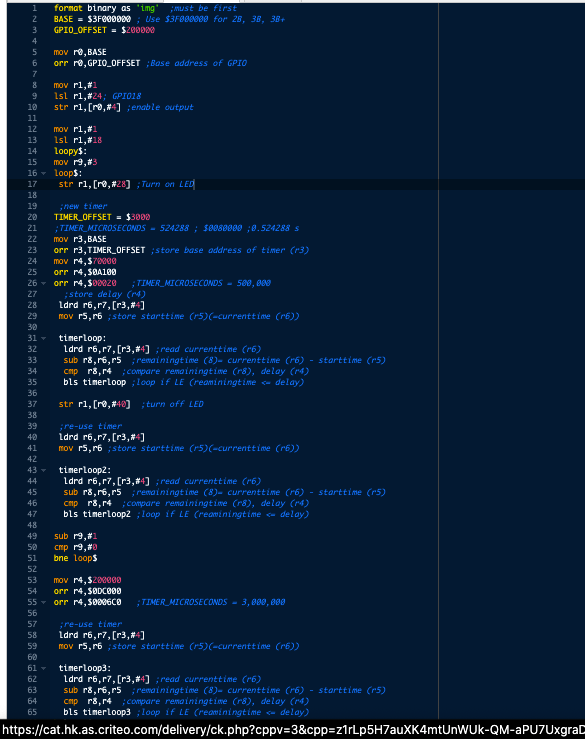 1 format binary as 'img' ;must be first
2 BASE = $3F000000 ; Use $3F000000 for 2B, 3B, 3B+
3 GPIO_OFFSET = $200000
4
5 mov r0,BASE
6 orr r0,GPIO_OFFSET ;Base address of GPIO
7
8 mov r1,#1
9 lsl r1,#24; GPIO18
10 str r1,[r0,#4] ;enable output
11
12 mov r1,#1
13 lsl r1,#18
14 loopy$:
15 mov r9,#3
16 loop$:
17 str r1,[r0,#28] ;Turn on LED
18
19 ;new timer
20 TIMER_OFFSET = $3000
21 ;TIMER_MICROSECONDS = 524288 ; $0080000 ;0.524288 s
22 mov r3,BASE
23 orr r3,TIMER_OFFSET ;store base address of timer (r3)
24 mov r4,$70000
25 orr r4,$0A100
26 orr r4,$00020 ;TIMER_MICROSECONDS = 500,000
27 ;store delay (r4)
28 ldrd r6,r7,[r3,#4]
29 mov r5,r6 ;store starttime (r5)(=currenttime (r6))
30
31 timerloop:
32 ldrd r6,r7,[r3,#4] ;read currenttime (r6)
33 sub r8,r6,r5 ;remainingtime (8)= currenttime (r6) - starttime (r5)
34 cmp r8,r4 ;compare remainingtime (r8), delay (r4)
35 bls timerloop ;loop if LE (reaminingtime <= delay)
36
37 str r1,[r0,#40] ;turn off LED
38
39 ;re-use timer
40 ldrd r6,r7,[r3,#4]
41 mov r5,r6 ;store starttime (r5)(=currenttime (r6))
42
43 timerloop2:
44 ldrd r6,r7,[r3,#4] ;read currenttime (r6)
45 sub r8,r6,r5 ;remainingtime (8)= currenttime (r6) - starttime (r5)
46 cmp r8,r4 ;compare remainingtime (r8), delay (r4)
47 bls timerloop2 ;loop if LE (reaminingtime <= delay)
48
49 sub r9,#1
50 cmp r9,#0
51 bne loop$
52
53 mov r4,$200000
54 orr r4,$0DC000
55 orr r4,$0006C0 ;TIMER_MICROSECONDS = 3,000,000
56
57 ;re-use timer
58 ldrd r6,r7,[r3,#4]
59 mov r5,r6 ;store starttime (r5)(=currenttime (r6))
60
61 timerloop3:
62 ldrd r6,r7,[r3,#4] ;read currenttime (r6)
63 sub r8,r6,r5 ;remainingtime (8)= currenttime (r6) - starttime (r5)
64 cmp r8,r4 ;compare remainingtime (r8), delay (r4)
65 bls timerloop3 ;loop if LE (reaminingtime <= delay)
https://cat.hk.as.criteo.com/delivery/ck.php?cppv=3&cpp=z1rLp5H7auXK4mtUnWUk-QM-aPU7UxgraD